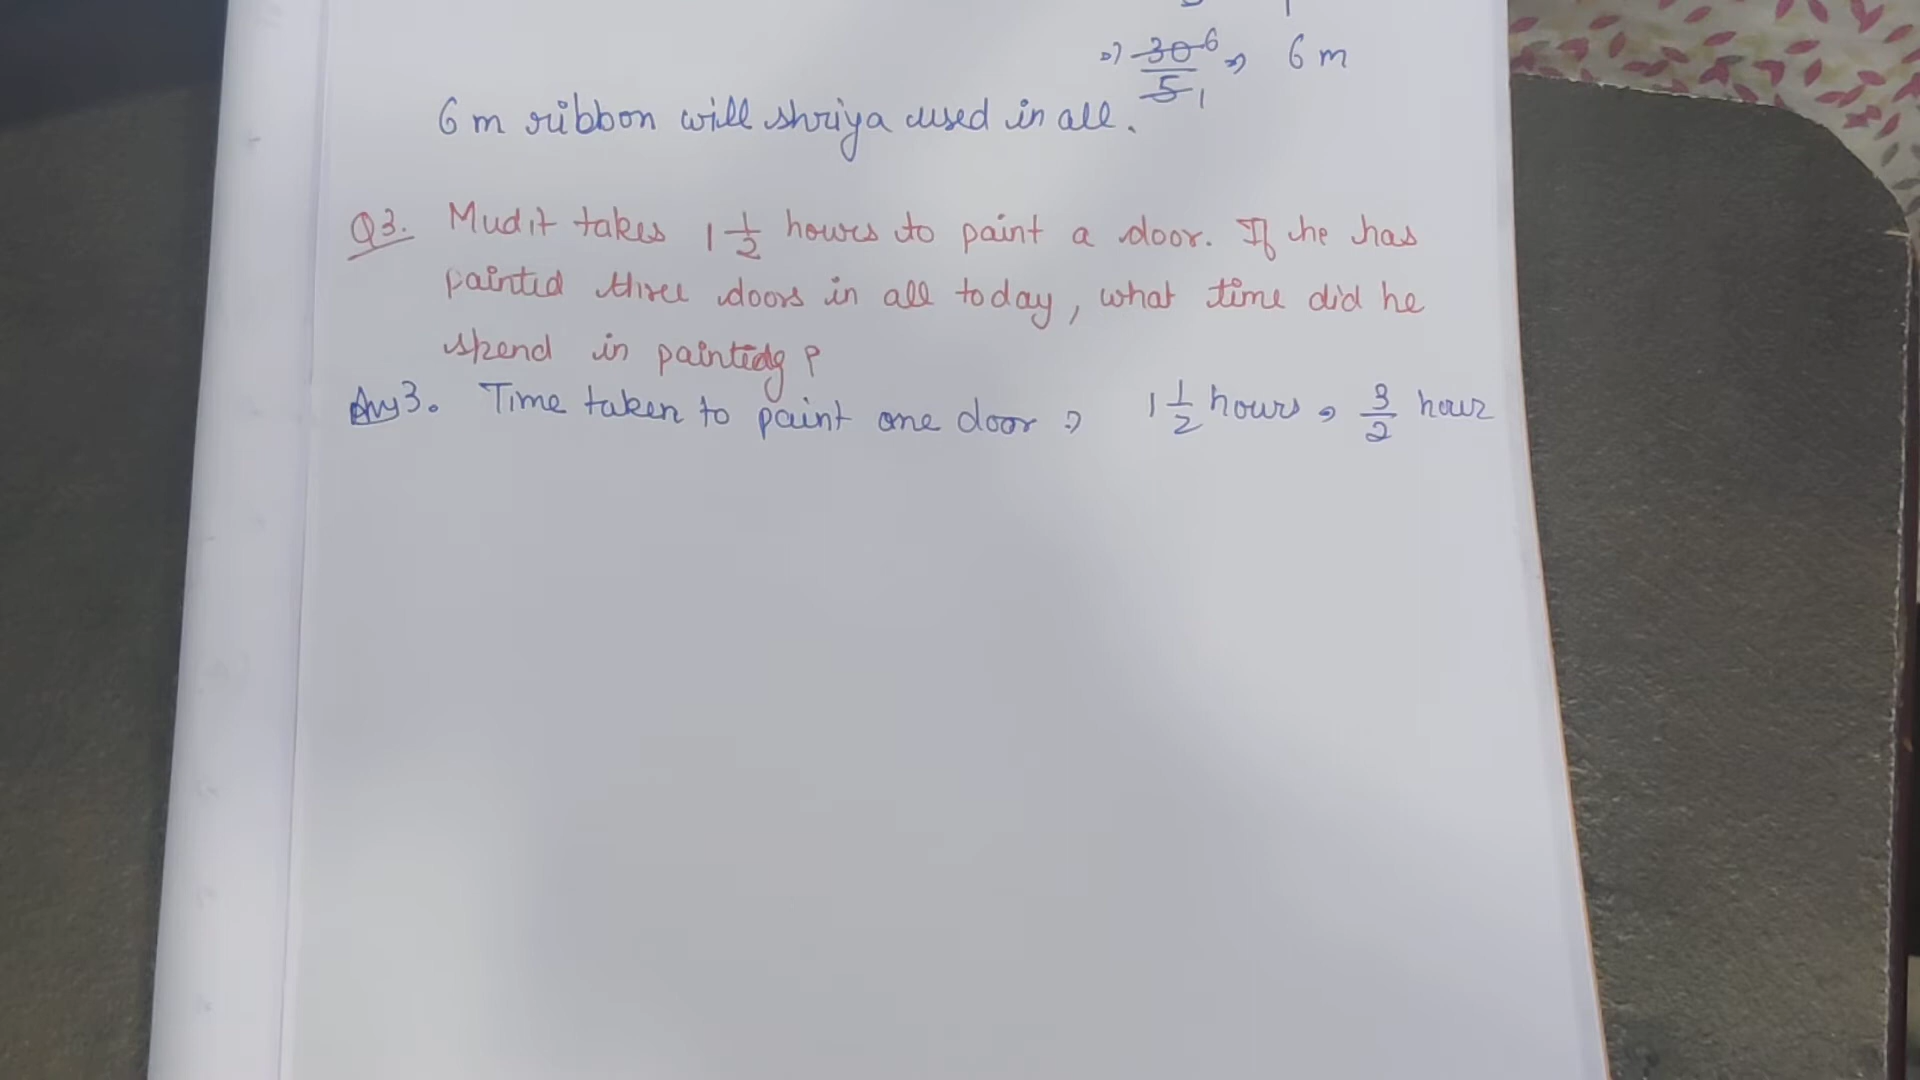 ⇒ 30 6 / 5 1 ⇒ 6 m
6 m ribbon will shriya used in all.
Q3. Mudit takes 1 1/2 hours to paint a door. If he has
painted three doors in all today, what time did he
spend in painting ?
Ans3. Time taken to paint one door ⇒ 1 1/2 hours ⇒ 3/2 hour